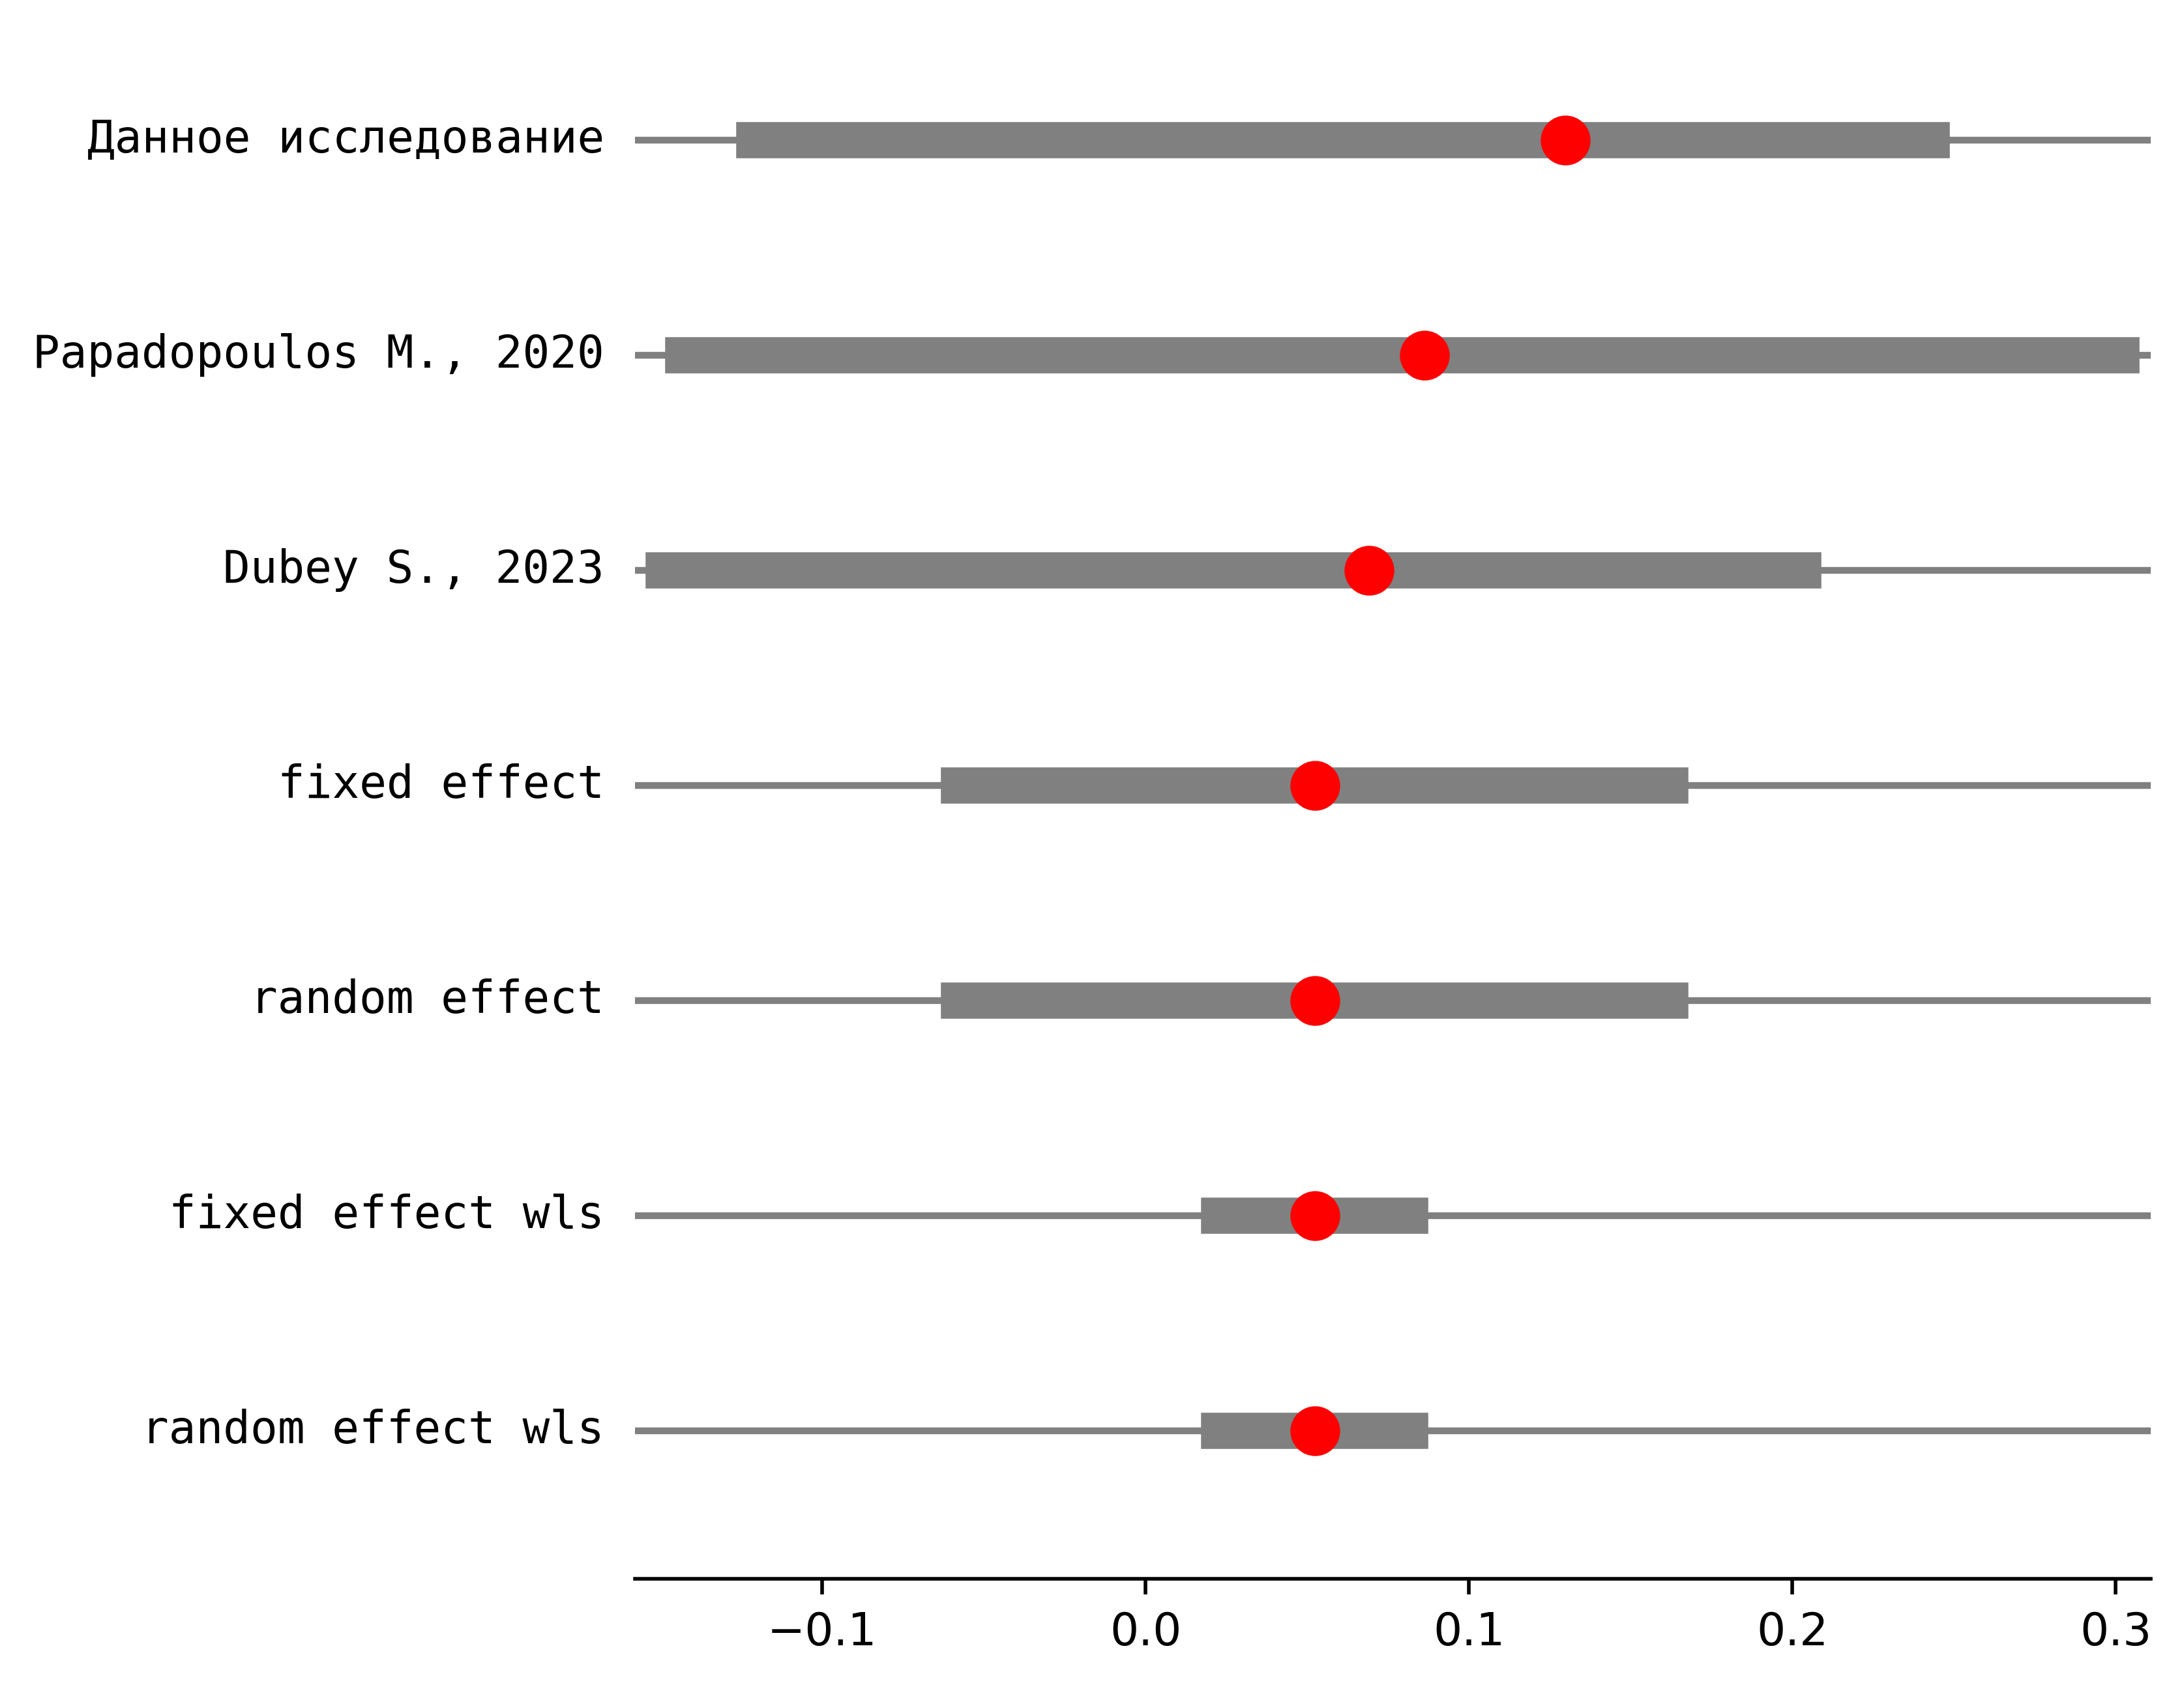 Данное исследование
Papadopoulos M., 2020
Dubey S., 2023
fixed effect
random effect
fixed effect wls
random effect wls
−0.1 0.0 0.1 0.2 0.3